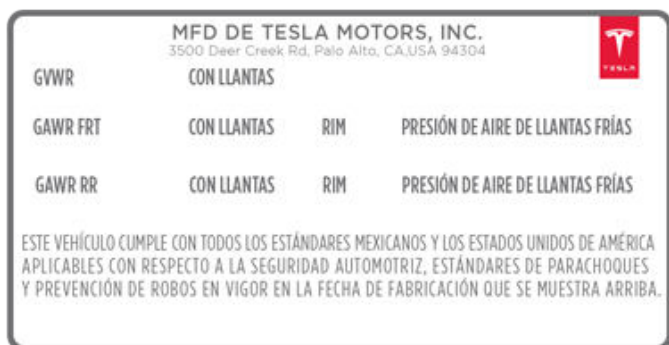 MFD DE TESLA MOTORS, INC.
3500 Deer Creek Rd, Palo Alto, CA,USA 94304
TESLA
GVWR CON LLANTAS
GAWR FRT CON LLANTAS RIM PRESIÓN DE AIRE DE LLANTAS FRÍAS
GAWR RR CON LLANTAS RIM PRESIÓN DE AIRE DE LLANTAS FRÍAS
ESTE VEHÍCULO CUMPLE CON TODOS LOS ESTÁNDARES MEXICANOS Y LOS ESTADOS UNIDOS DE AMÉRICA
APLICABLES CON RESPECTO A LA SEGURIDAD AUTOMOTRIZ, ESTÁNDARES DE PARACHOQUES
Y PREVENCIÓN DE ROBOS EN VIGOR EN LA FECHA DE FABRICACIÓN QUE SE MUESTRA ARRIBA.